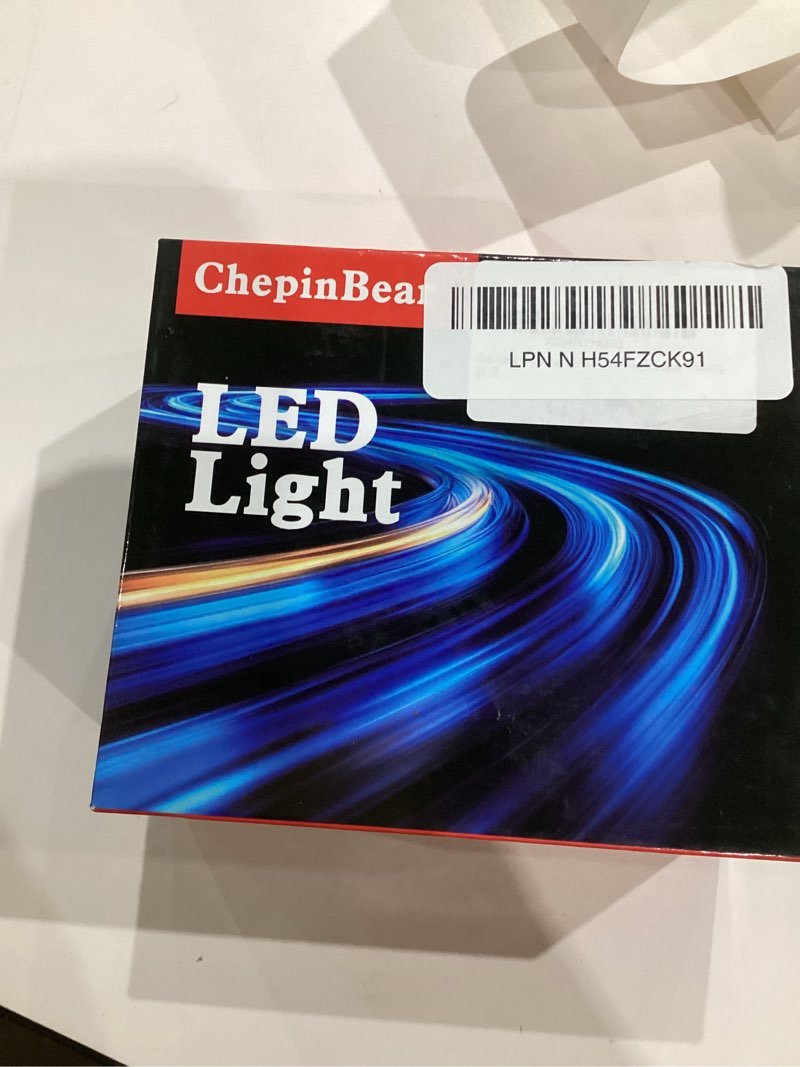 ChepinBear
LPN N H54FZCK91
LED
Light